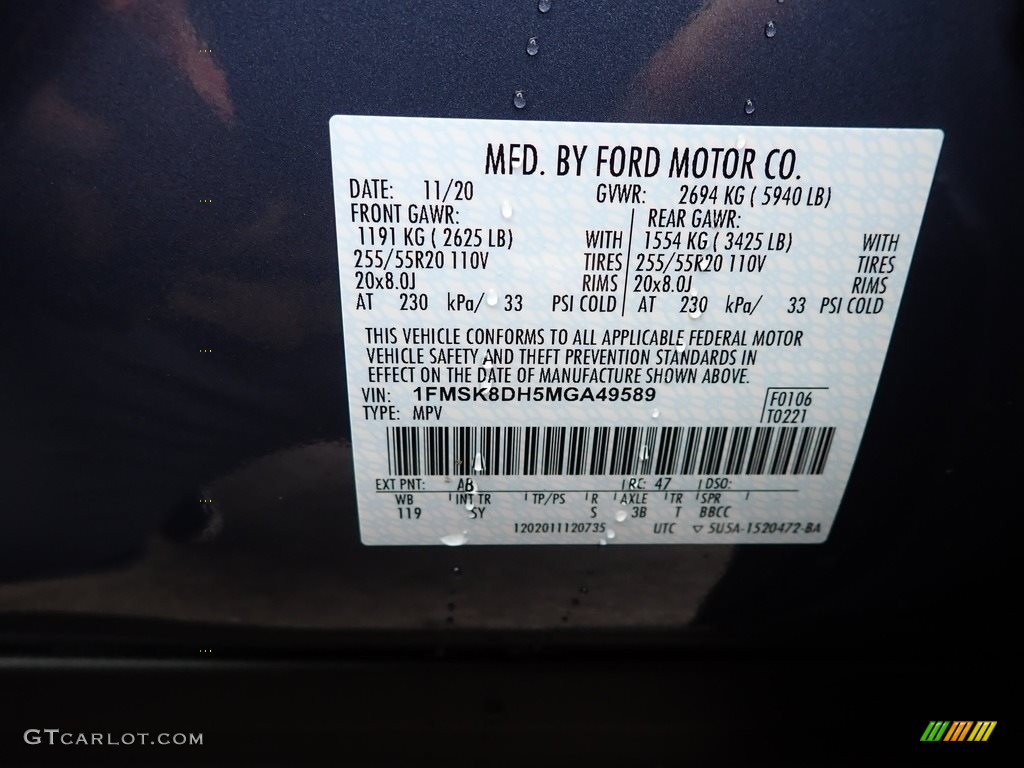 MFD. BY FORD MOTOR CO.
DATE: 11/20 GVWR: 2694 KG ( 5940 LB)
FRONT GAWR: REAR GAWR:
1191 KG ( 2625 LB) WITH 1554 KG ( 3425 LB) WITH
255/55R20 110V TIRES 255/55R20 110V TIRES
20x8.0J RIMS 20x8.0J RIMS
AT 230 kPa/ 33 PSI COLD AT 230 kPa/ 33 PSI COLD
THIS VEHICLE CONFORMS TO ALL APPLICABLE FEDERAL MOTOR
VEHICLE SAFETY AND THEFT PREVENTION STANDARDS IN
EFFECT ON THE DATE OF MANUFACTURE SHOWN ABOVE.
VIN: 1FMSK8DH5MGA49589 F0106
TYPE: MPV T0221
EXT PNT: AB RC: 47 DSO:
WB INT TR TP/PS R AXLE TR SPR
119 5Y S 3B T BBCC
1202011120735 UTC ▽ 5U5A-1520472-BA
GTCARLOT.COM